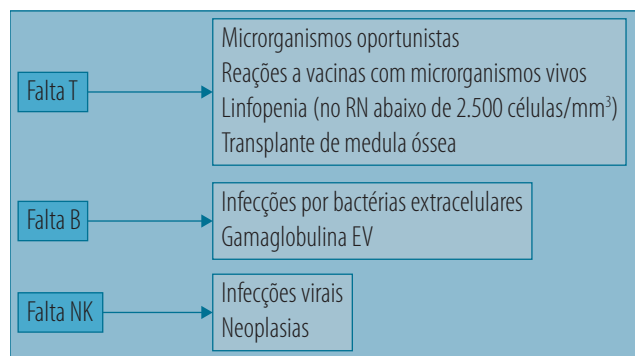 Falta T
Microrganismos oportunistas
Reações a vacinas com microrganismos vivos
Linfopenia (no RN abaixo de 2.500 células/mm³)
Transplante de medula óssea
Falta B
Infecções por bactérias extracelulares
Gamaglobulina EV
Falta NK
Infecções virais
Neoplasias